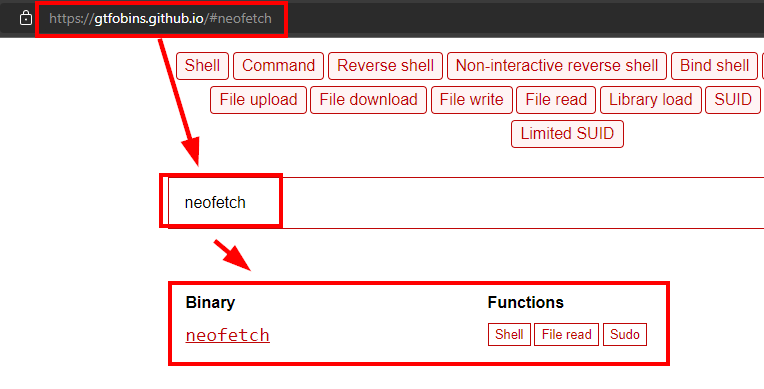 https://gtfobins.github.io/#neofetch
Shell Command Reverse shell Non-interactive reverse shell Bind shell
File upload File download File write File read Library load SUID
Limited SUID
neofetch
Binary Functions
neofetch Shell File read Sudo